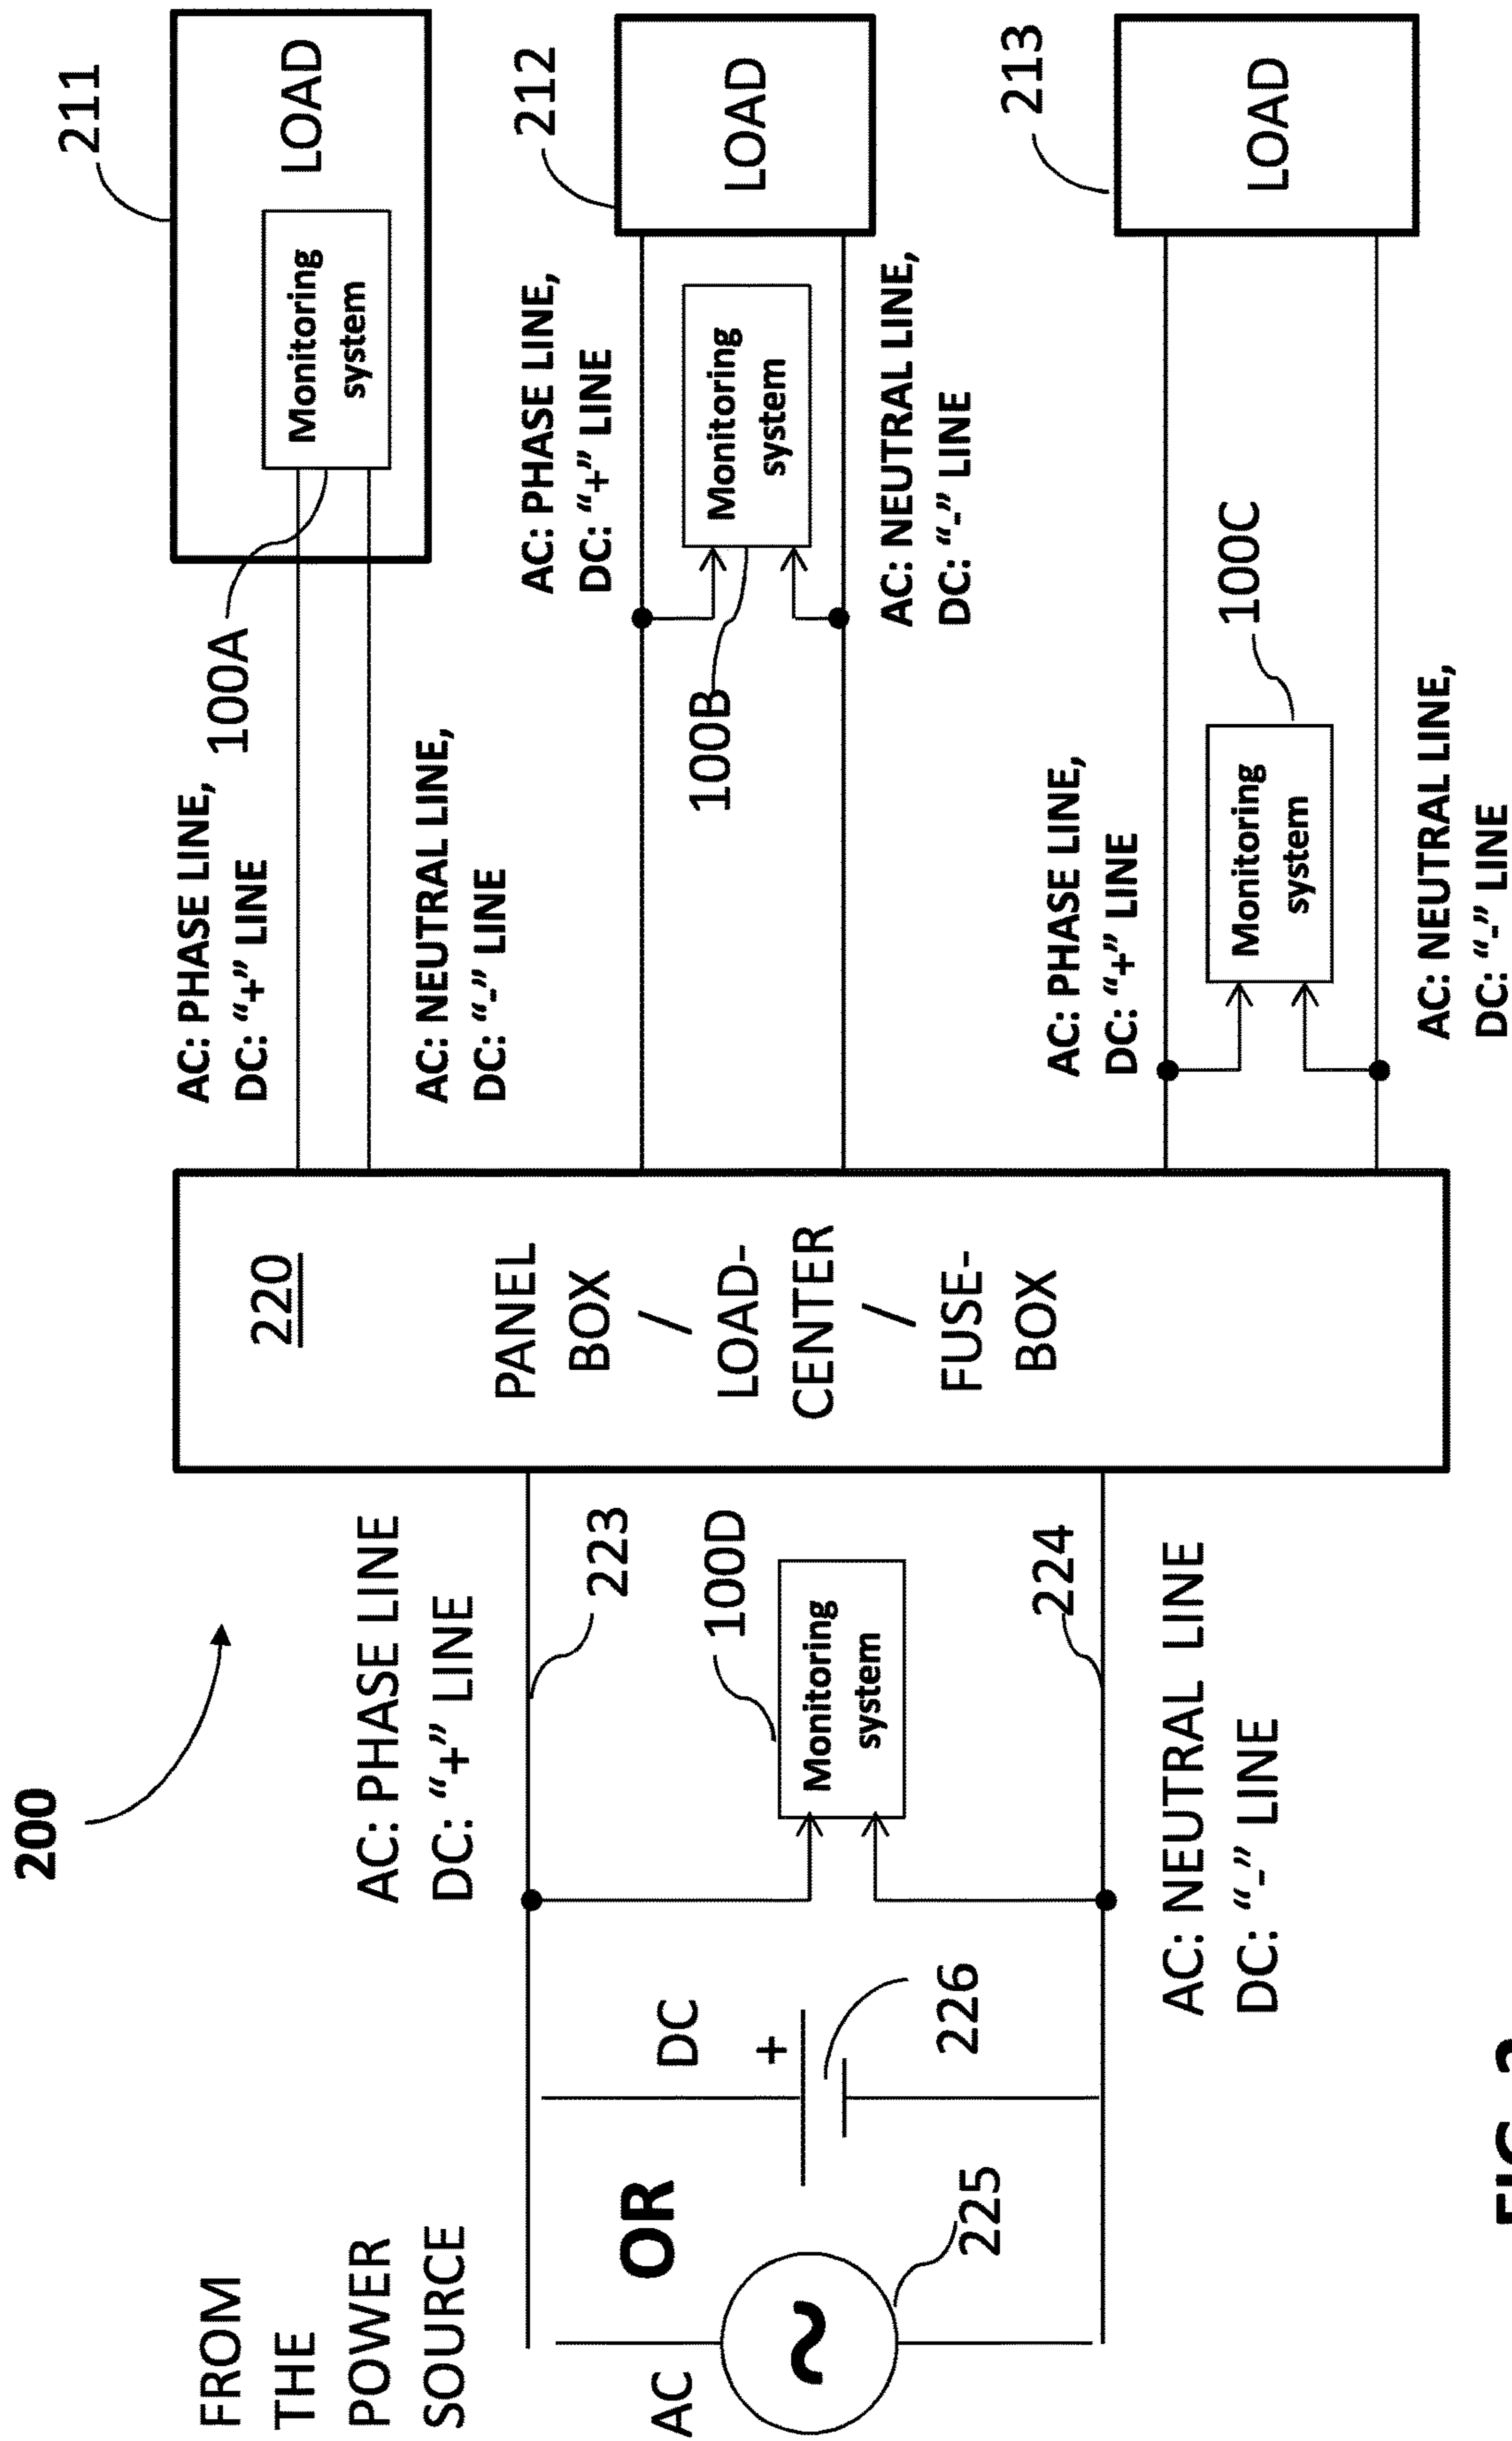 200
FROM
THE
POWER
SOURCE
AC
OR
DC
+
~
225
226
AC: PHASE LINE
DC: “+” LINE
223
100D
Monitoring
system
224
AC: NEUTRAL LINE
DC: “-” LINE
220
PANEL
BOX
/
LOAD-
CENTER
/
FUSE-
BOX
AC: PHASE LINE,
DC: “+” LINE
100A
AC: NEUTRAL LINE,
DC: “-” LINE
211
Monitoring
system
LOAD
AC: PHASE LINE,
DC: “+” LINE
100B
Monitoring
system
AC: NEUTRAL LINE,
DC: “-” LINE
212
LOAD
AC: PHASE LINE,
DC: “+” LINE
100C
Monitoring
system
AC: NEUTRAL LINE,
DC: “-” LINE
213
LOAD